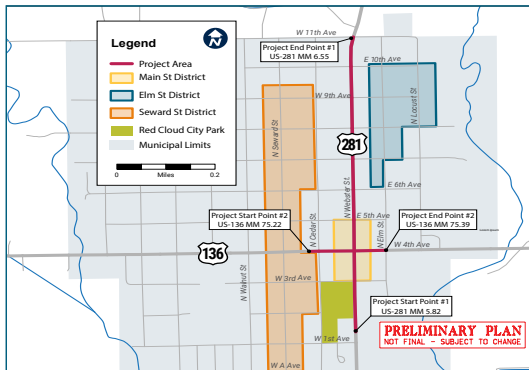 W 11th Ave
Legend
N
Project End Point #1
US-281 MM 6.55
E 10th Ave
Project Area
Main St District
Elm St District
Seward St District
Red Cloud City Park
Municipal Limits
0
0.2
Miles
W 9th Ave
N Seward St
N Locust St
281
E 6th Ave
N Webster St.
N Cedar St
Project Start Point #2
US-136 MM 75.22
E 5th Ave
N Elm St
Project End Point #2
US-136 MM 75.39
W 4th Ave
136
N Walnut St
W 3rd Ave
Project Start Point #1
US-281 MM 5.82
PRELIMINARY PLAN
NOT FINAL - SUBJECT TO CHANGE
W 1st Ave
W A Ave